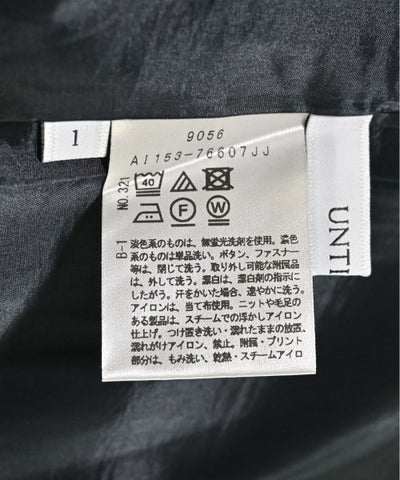 1
9056
AI153-76607JJ
NO.321
40
F
W
B-1
淡色系のものは、無蛍光洗剤を使用。濃色
系のものは単品洗い。ボタン、ファスナー
等は、閉じて洗う。取り外し可能な附属品
は、外して洗う。漂白は、漂白剤の指示に
したがう。汗をかいた場合、速やかに洗う。
アイロンは、当て布使用。ニットや毛足の
ある製品は、スチームでの浮かしアイロン
仕上げ。つけ置き洗い・濡れたままの放置、
濡れがけアイロン、禁止。附属・プリント
部分は、もみ洗い、乾熱・スチームアイロ
UNTI